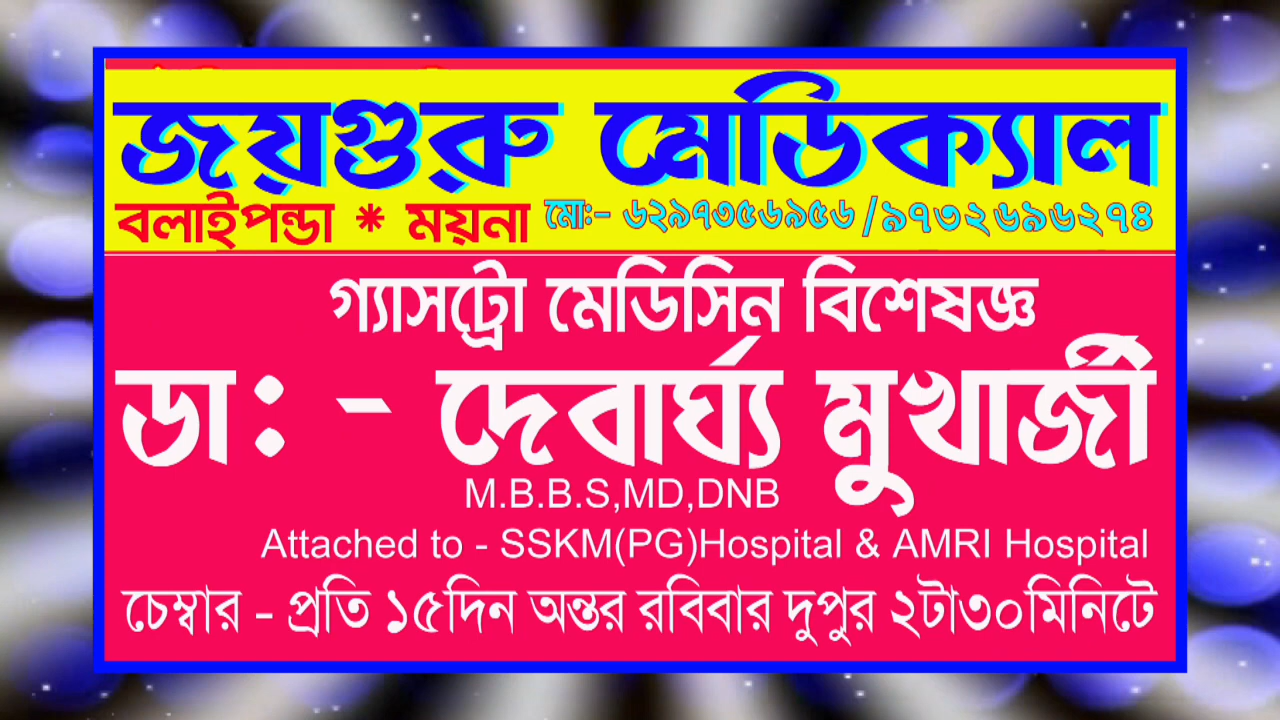 জয়গুরু মেডিক্যাল
বলাইপন্ডা * ময়না মোঃ- ৬২৯৭৩৫৬৯৫৬ /৯৭৩২৬৯৬২৭৪
গ্যাসট্রো মেডিসিন বিশেষজ্ঞ
ডাঃ - দেবার্ঘ্য মুখার্জী
M.B.B.S,MD,DNB
Attached to - SSKM(PG)Hospital & AMRI Hospital
চেম্বার - প্রতি ১৫দিন অন্তর রবিবার দুপুর ২টা৩০মিনিটে